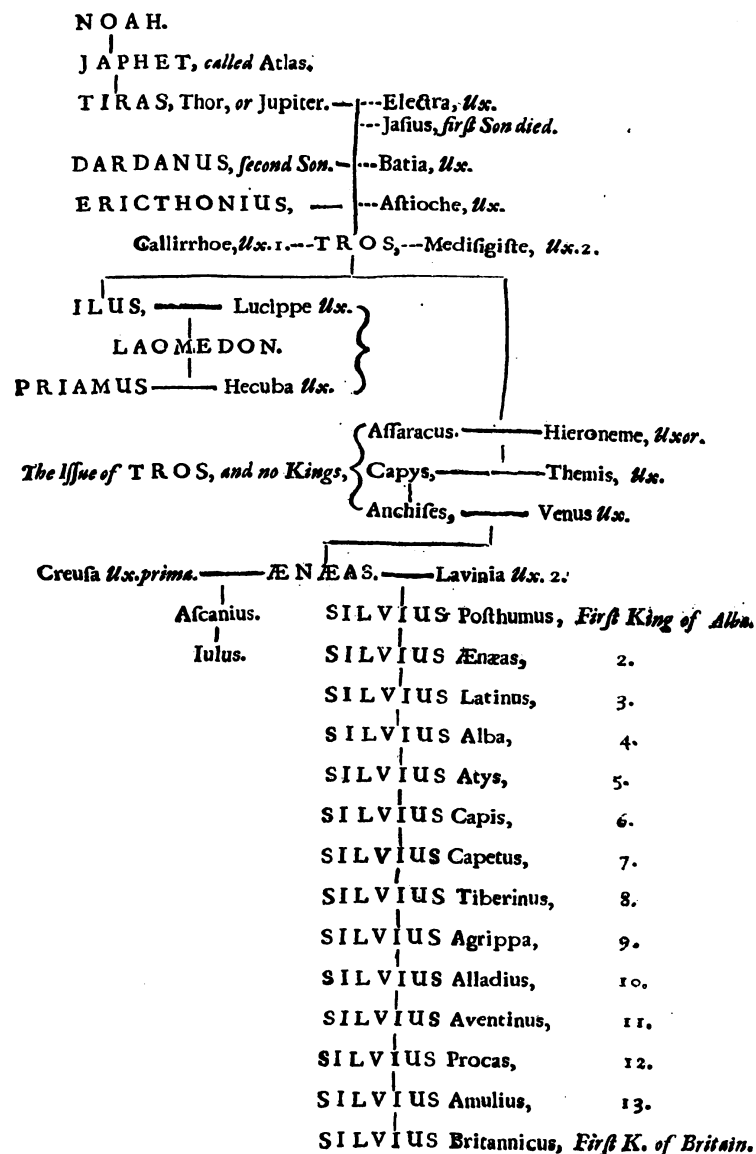 NOAH.
JAPHET, called Atlas.
TIRAS, Thor, or Jupiter. Electra, Ux.
Jaſius, firſt Son died.
DARDANUS, ſecond Son. Batia, Ux.
ERICTHONIUS, Aſtioche, Ux.
Callirrhoe, Ux. 1. TROS, Mediſigiſte, Ux. 2.
ILUS, Lucippe Ux.
LAOMEDON.
PRIAMUS Hecuba Ux.
Aſſaracus. Hieroneme, Uxor.
The Iſſue of TROS, and no Kings, Capys, Themis, Ux.
Anchiſes, Venus Ux.
Creuſa Ux. prima. ÆNÆAS. Lavinia Ux. 2.
Aſcanius. SILVIUS Poſthumus, Firſt King of Alba.
Iulus. SILVIUS Ænæas, 2.
SILVIUS Latinus, 3.
SILVIUS Alba, 4.
SILVIUS Atys, 5.
SILVIUS Capis, 6.
SILVIUS Capetus, 7.
SILVIUS Tiberinus, 8.
SILVIUS Agrippa, 9.
SILVIUS Alladius, 10.
SILVIUS Aventinus, 11.
SILVIUS Procas, 12.
SILVIUS Amulius, 13.
SILVIUS Britannicus, Firſt K. of Britain.